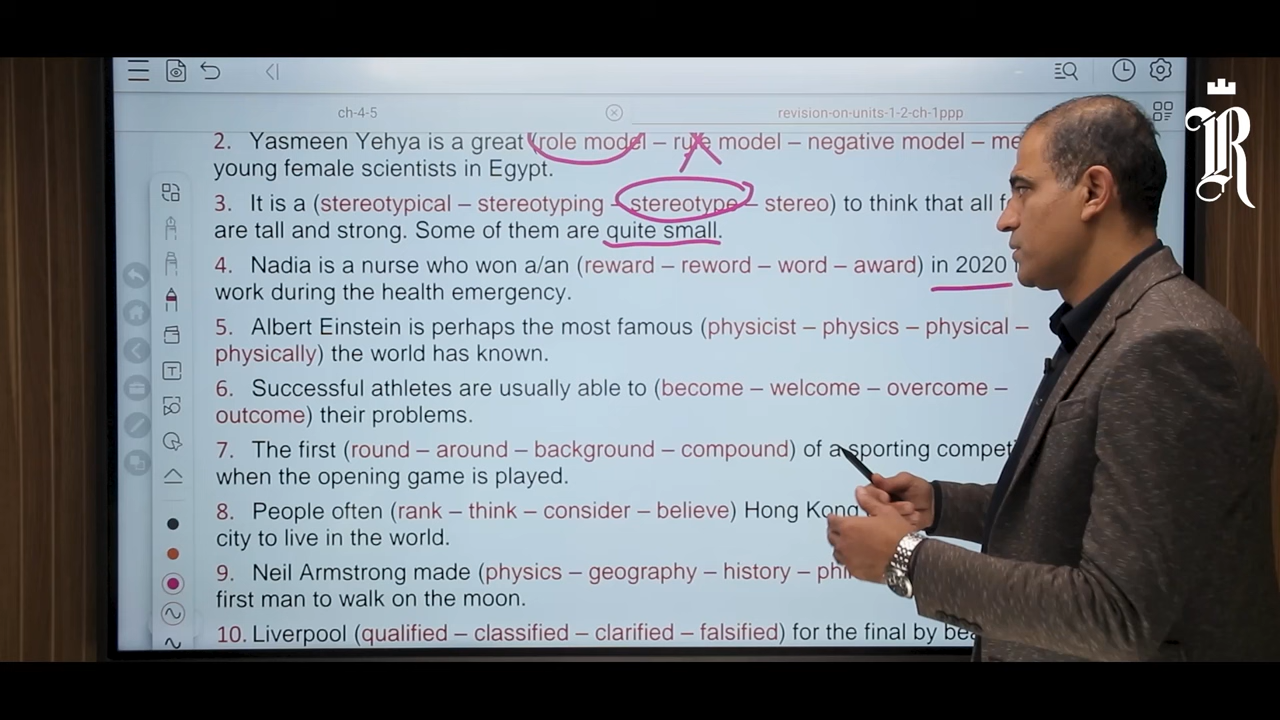 ch-4-5
revision-on-units-1-2-ch-1ppp
2. Yasmeen Yehya is a great (role model – rule model – negative model –
young female scientists in Egypt.
3. It is a (stereotypical – stereotyping – stereotype – stereo) to think that all
are tall and strong. Some of them are quite small.
4. Nadia is a nurse who won a/an (reward – reword – word – award) in 2020
work during the health emergency.
5. Albert Einstein is perhaps the most famous (physicist – physics – physical –
physically) the world has known.
6. Successful athletes are usually able to (become – welcome – overcome –
outcome) their problems.
7. The first (round – around – background – compound) of a sporting
when the opening game is played.
8. People often (rank – think – consider – believe) Hong Kong
city to live in the world.
9. Neil Armstrong made (physics – geography – history –
first man to walk on the moon.
10. Liverpool (qualified – classified – clarified – falsified) for the final by
R